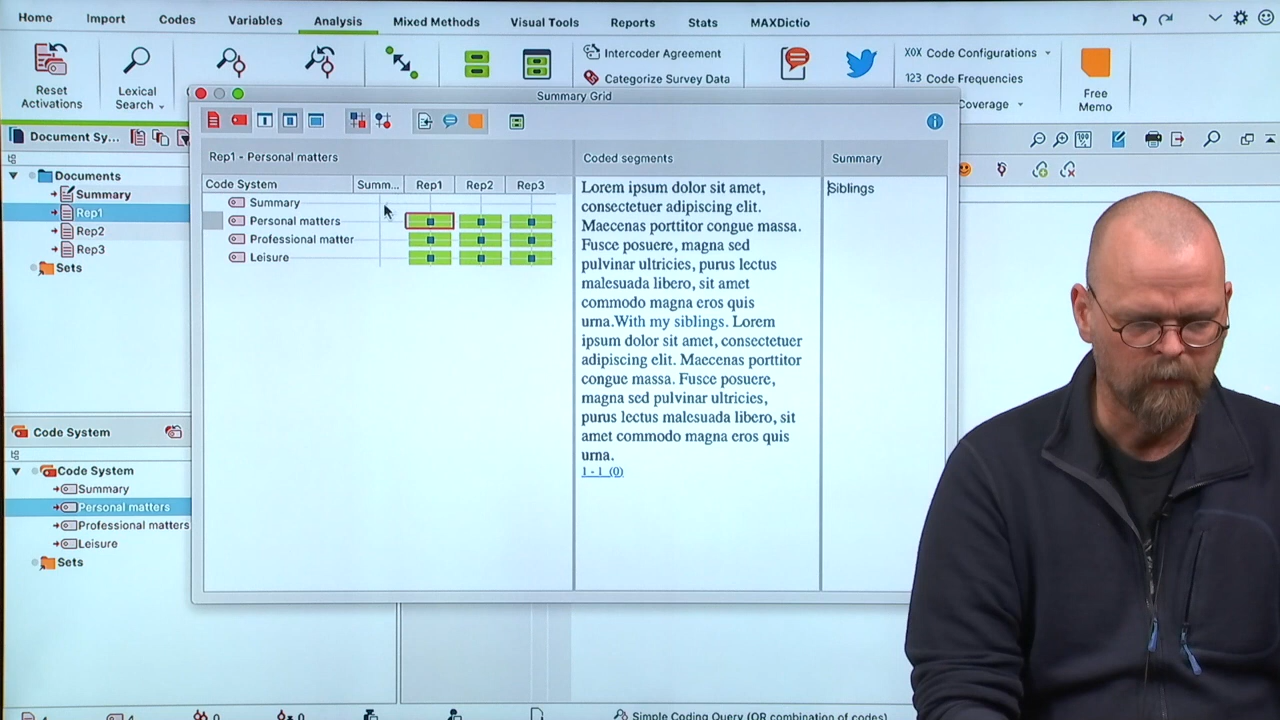 Home Import Codes Variables Analysis Mixed Methods Visual Tools Reports Stats MAXDictio
Reset
Activations
Lexical
Search
Intercoder Agreement
Categorize Survey Data
Code Configurations
123 Code Frequencies
Coverage
Free
Memo
Summary Grid
Document Sy...
Documents
Summary
Rep1
Rep2
Rep3
Sets
Code System
Code System
Summary
Personal matters
Professional matters
Leisure
Sets
Rep1 - Personal matters
Code System Summ... Rep1 Rep2 Rep3
Summary
Personal matters
Professional matter
Leisure
Coded segments
Lorem ipsum dolor sit amet,
consectetuer adipiscing elit.
Maecenas porttitor congue massa.
Fusce posuere, magna sed
pulvinar ultricies, purus lectus
malesuada libero, sit amet
commodo magna eros quis
urna.With my siblings. Lorem
ipsum dolor sit amet, consectetuer
adipiscing elit. Maecenas porttitor
congue massa. Fusce posuere,
magna sed pulvinar ultricies,
purus lectus malesuada libero, sit
amet commodo magna eros quis
urna.
1 - 1 (0)
Summary
Siblings
Simple Coding Query (OR combination of codes)